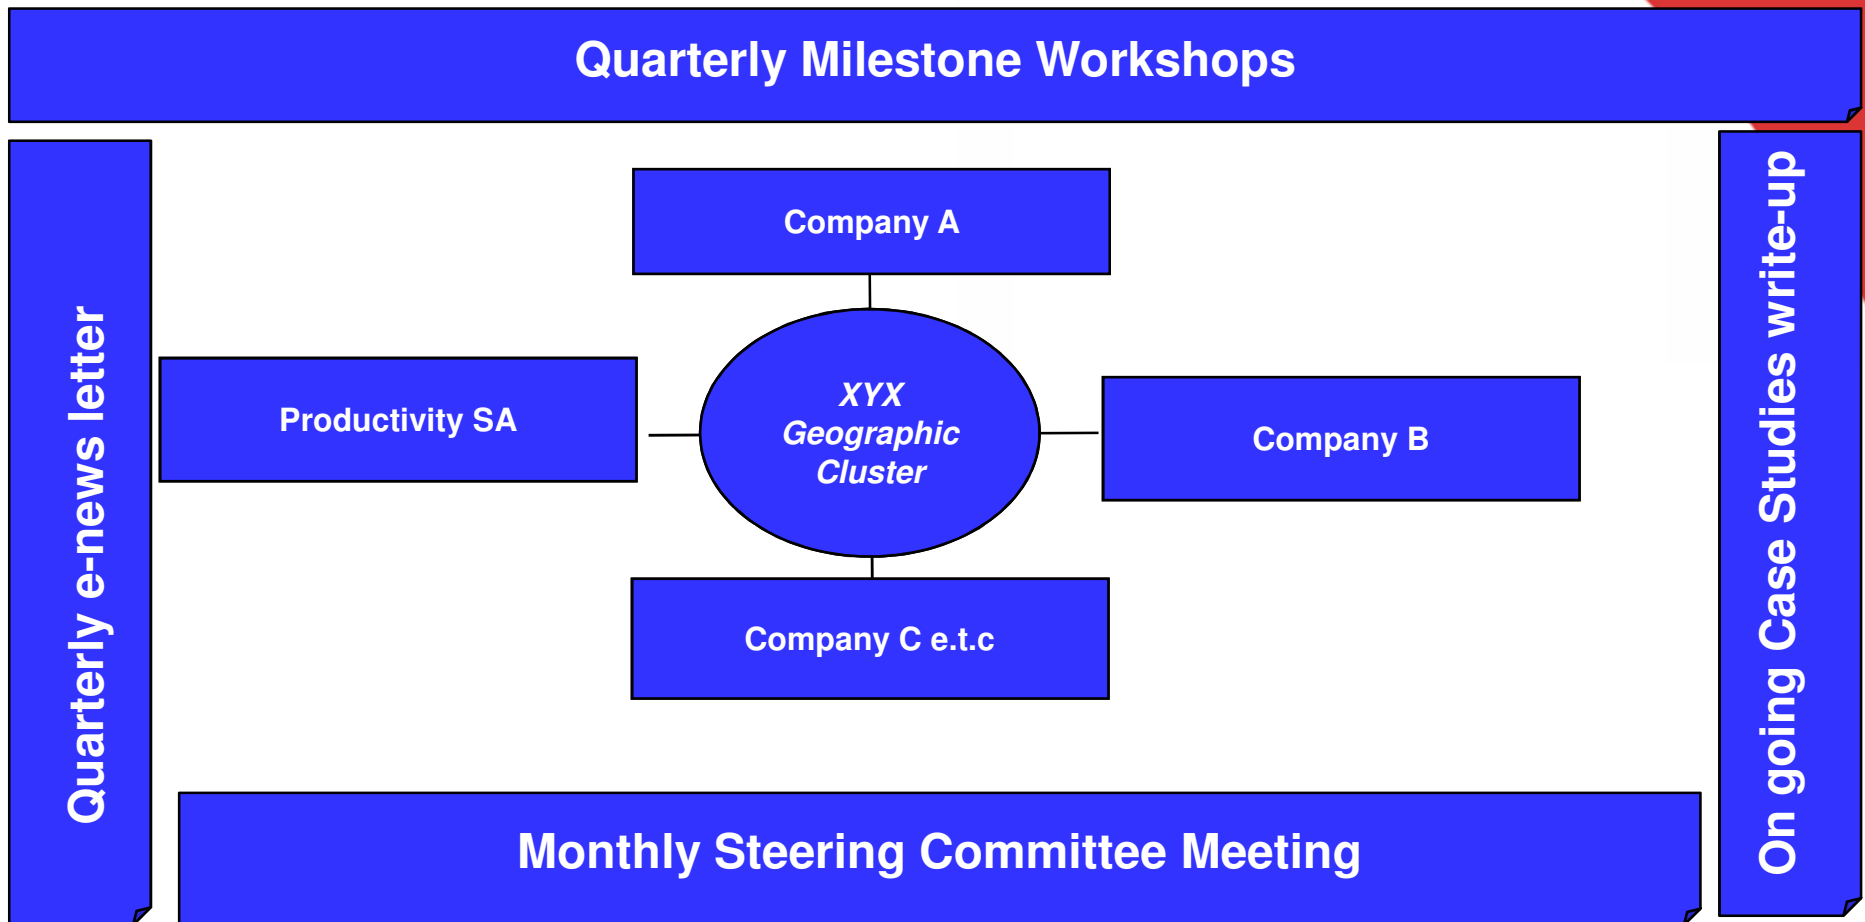 Quarterly Milestone Workshops
Quarterly e-news letter
Company A
Productivity SA
XYX
Geographic
Cluster
Company B
Company C e.t.c
On going Case Stundies write-up
Monthly Steering Committee Meeting